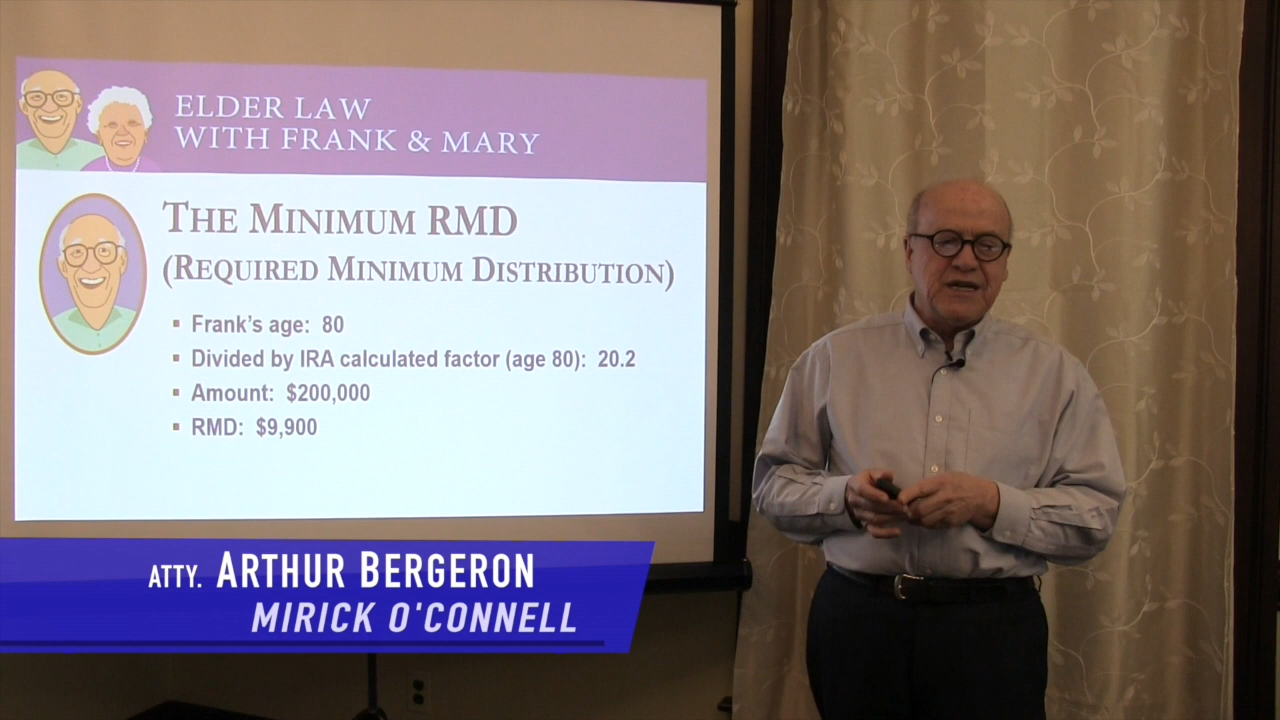 ELDER LAW
WITH FRANK & MARY
THE MINIMUM RMD
(REQUIRED MINIMUM DISTRIBUTION)
Frank's age: 80
Divided by IRA calculated factor (age 80): 20.2
Amount: $200,000
RMD: $9,900
ATTY. ARTHUR BERGERON
MIRICK O'CONNELL